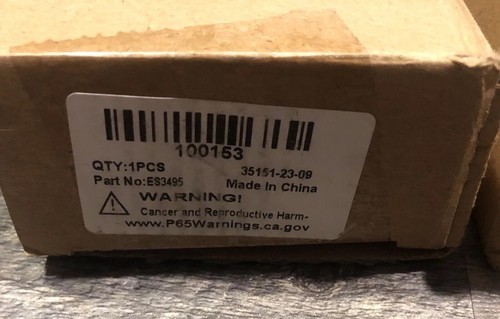 100153
QTY:1PCS 35151-23-09
Part No:ES3495 Made In China
WARNING!
Cancer and Reproductive Harm-
www.P65Warnings.ca.gov